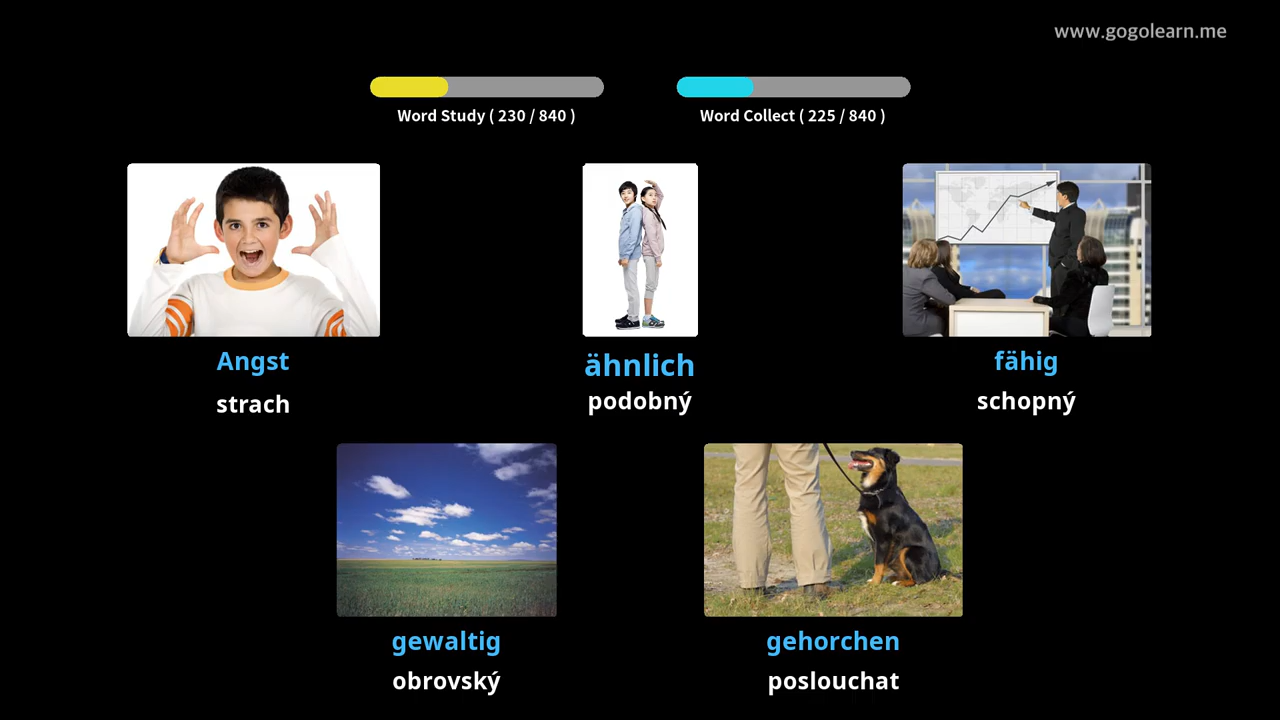 www.gogolearn.me
Word Study ( 230 / 840 )
Word Collect ( 225 / 840 )
Angst
strach
ähnlich
podobný
fähig
schopný
gewaltig
obrovský
gehorchen
poslouchat